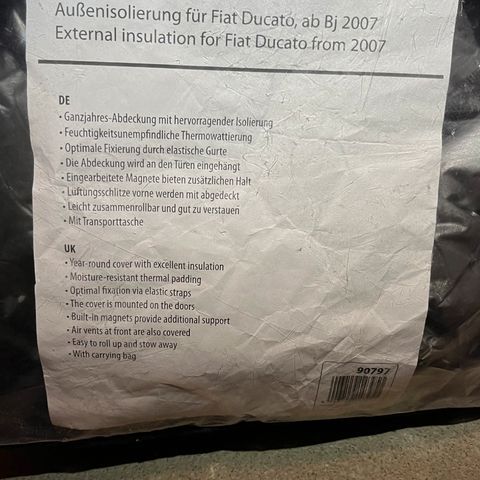 Außenisolierung für Fiat Ducato, ab Bj 2007
External insulation for Fiat Ducato from 2007
DE
• Ganzjahres-Abdeckung mit hervorragender Isolierung
• Feuchtigkeitsunempfindliche Thermowattierung
• Optimale Fixierung durch elastische Gurte
• Die Abdeckung wird an den Türen eingehängt
• Eingearbeitete Magnete bieten zusätzlichen Halt
• Lüftungsschlitze vorne werden mit abgedeckt
• Leicht zusammenrollbar und gut zu verstauen
• Mit Transporttasche
UK
• Year-round cover with excellent insulation
• Moisture-resistant thermal padding
• Optimal fixation via elastic straps
• The cover is mounted on the doors
• Built-in magnets provide additional support
• Air vents at front are also covered
• Easy to roll up and stow away
• With carrying bag
90797